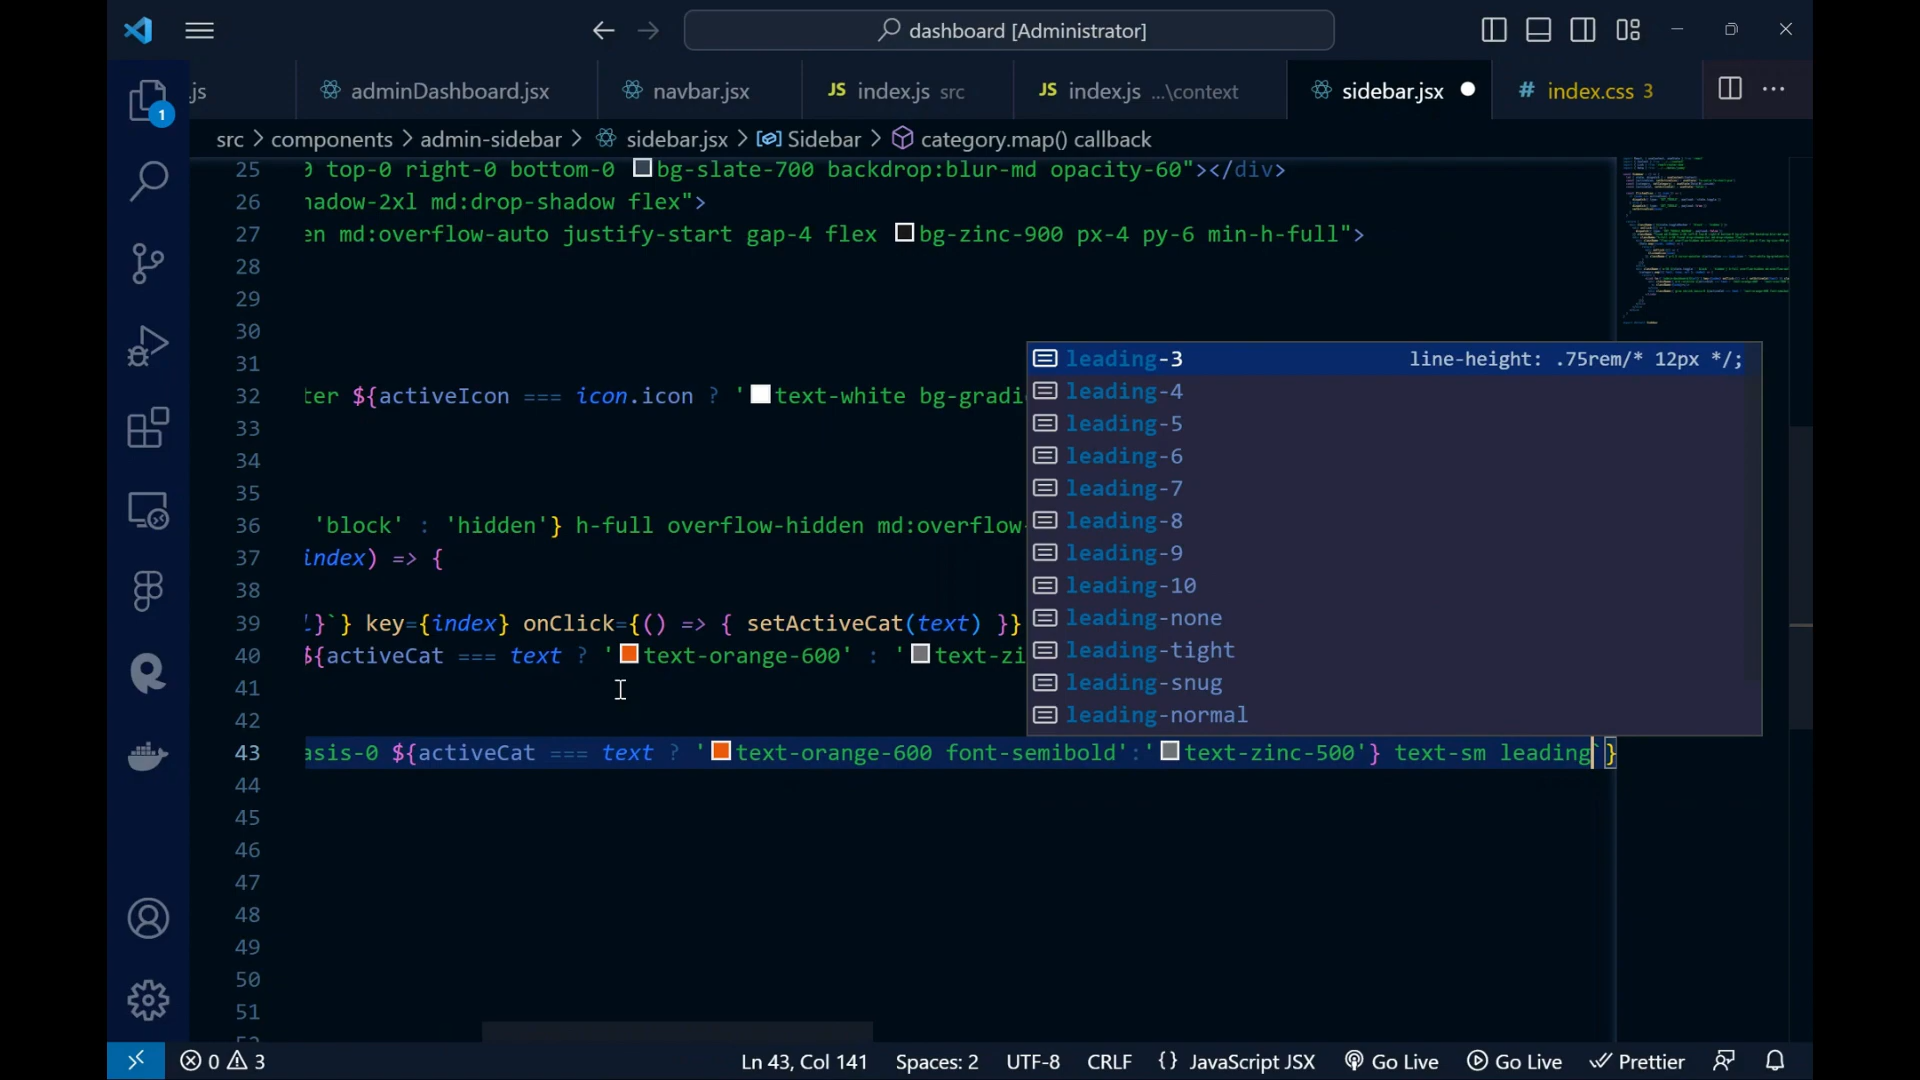 dashboard [Administrator]
.js
adminDashboard.jsx
navbar.jsx
JS index.js src
JS index.js ...\context
sidebar.jsx
# index.css 3
src > components > admin-sidebar > sidebar.jsx > Sidebar > category.map() callback
1
25 0 top-0 right-0 bottom-0 bg-slate-700 backdrop:blur-md opacity-60"></div>
26 hadow-2xl md:drop-shadow flex">
27 en md:overflow-auto justify-start gap-4 flex bg-zinc-900 px-4 py-6 min-h-full">
28
29
30
31
32 ter ${activeIcon === icon.icon ? 'text-white bg-gradi
33
34
35
36 'block' : 'hidden'} h-full overflow-hidden md:overflow-
37 index) => {
38
39 }`} key={index} onClick={() => { setActiveCat(text) }}
40 ${activeCat === text ? 'text-orange-600' : 'text-zi
41
42
43 asis-0 ${activeCat === text ? 'text-orange-600 font-semibold':'text-zinc-500'} text-sm leading`}
44
45
46
47
48
49
50
51
leading-3 line-height: .75rem/* 12px */;
leading-4
leading-5
leading-6
leading-7
leading-8
leading-9
leading-10
leading-none
leading-tight
leading-snug
leading-normal
0 3
Ln 43, Col 141
Spaces: 2
UTF-8
CRLF
{ } JavaScript JSX
Go Live
Go Live
Prettier